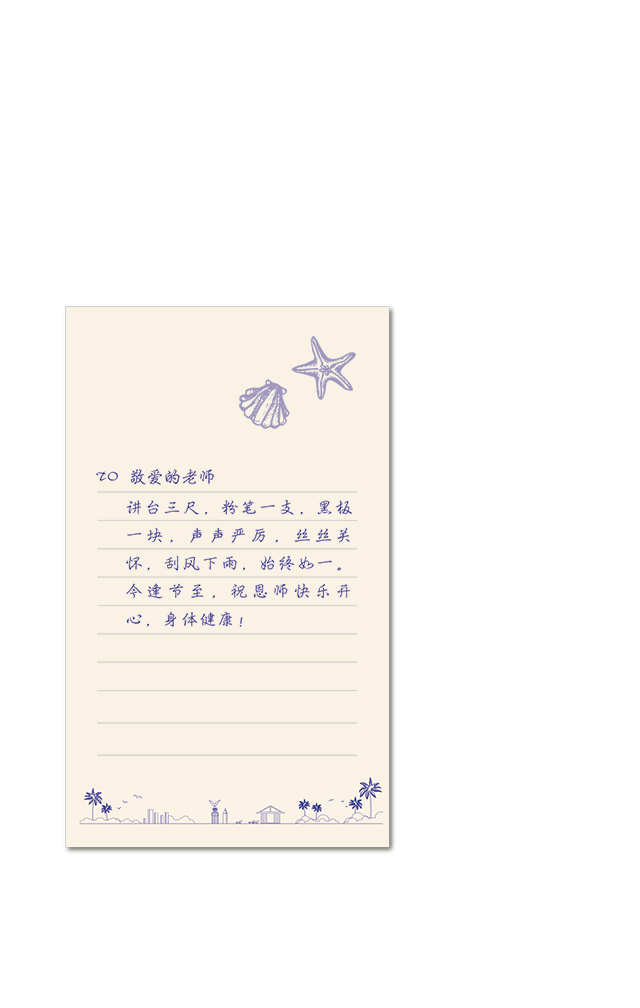 TO 敬爱的老师
讲台三尺，粉笔一支，黑板
一块，声声严厉，丝丝关
怀，刮风下雨，始终如一。
今逢节至，祝恩师快乐开
心，身体健康！